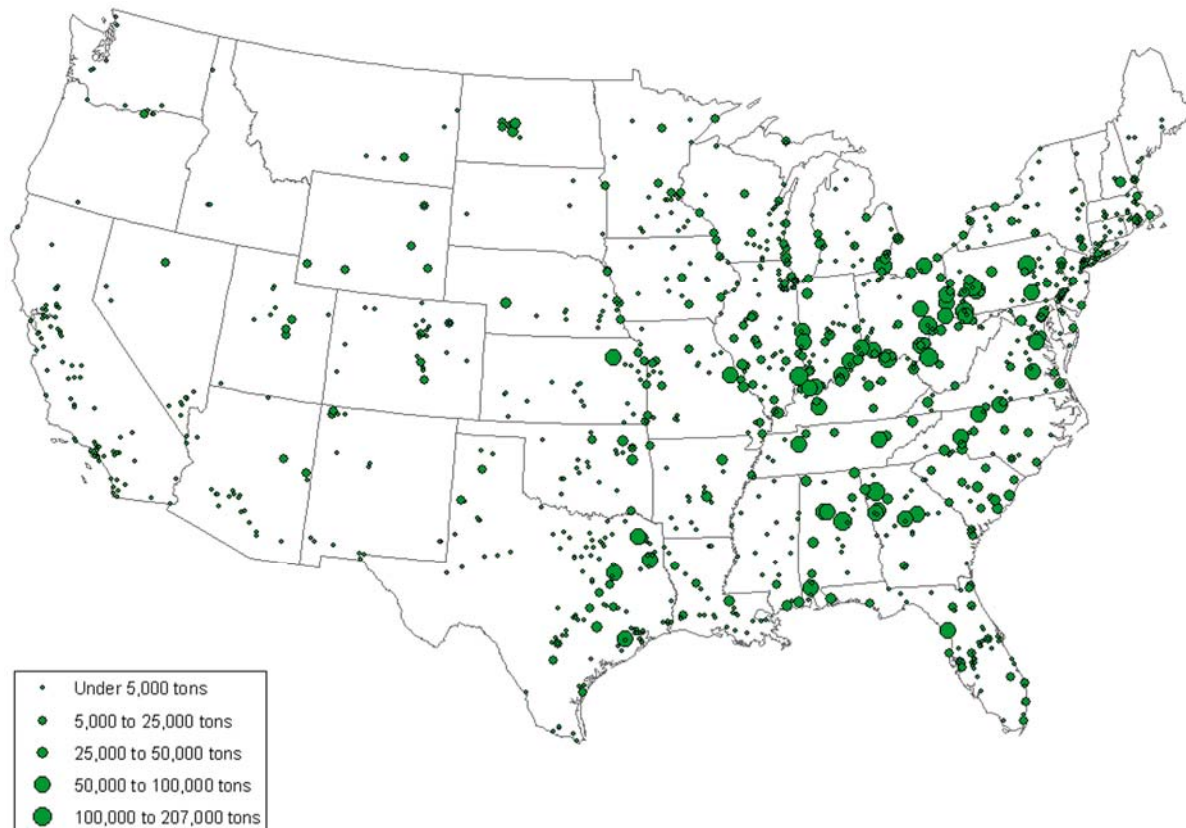 Under 5,000 tons
5,000 to 25,000 tons
25,000 to 50,000 tons
50,000 to 100,000 tons
100,000 to 207,000 tons